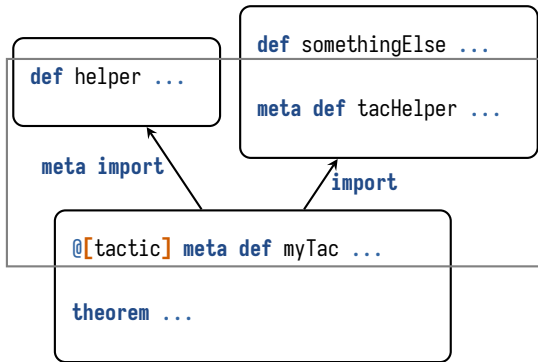 def somethingElse ...
def helper ...
meta def tacHelper ...
meta import
import
@[tactic] meta def myTac ...
theorem ...